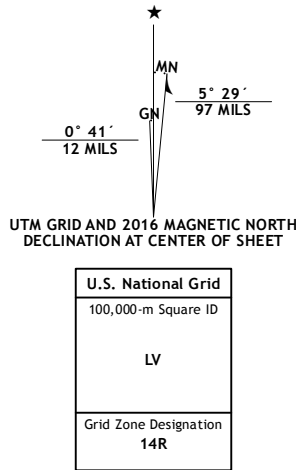 ★
MN
5° 29´
97 MILS
GN
0° 41´
12 MILS
UTM GRID AND 2016 MAGNETIC NORTH
DECLINATION AT CENTER OF SHEET
U.S. National Grid
100,000-m Square ID
LV
Grid Zone Designation
14R